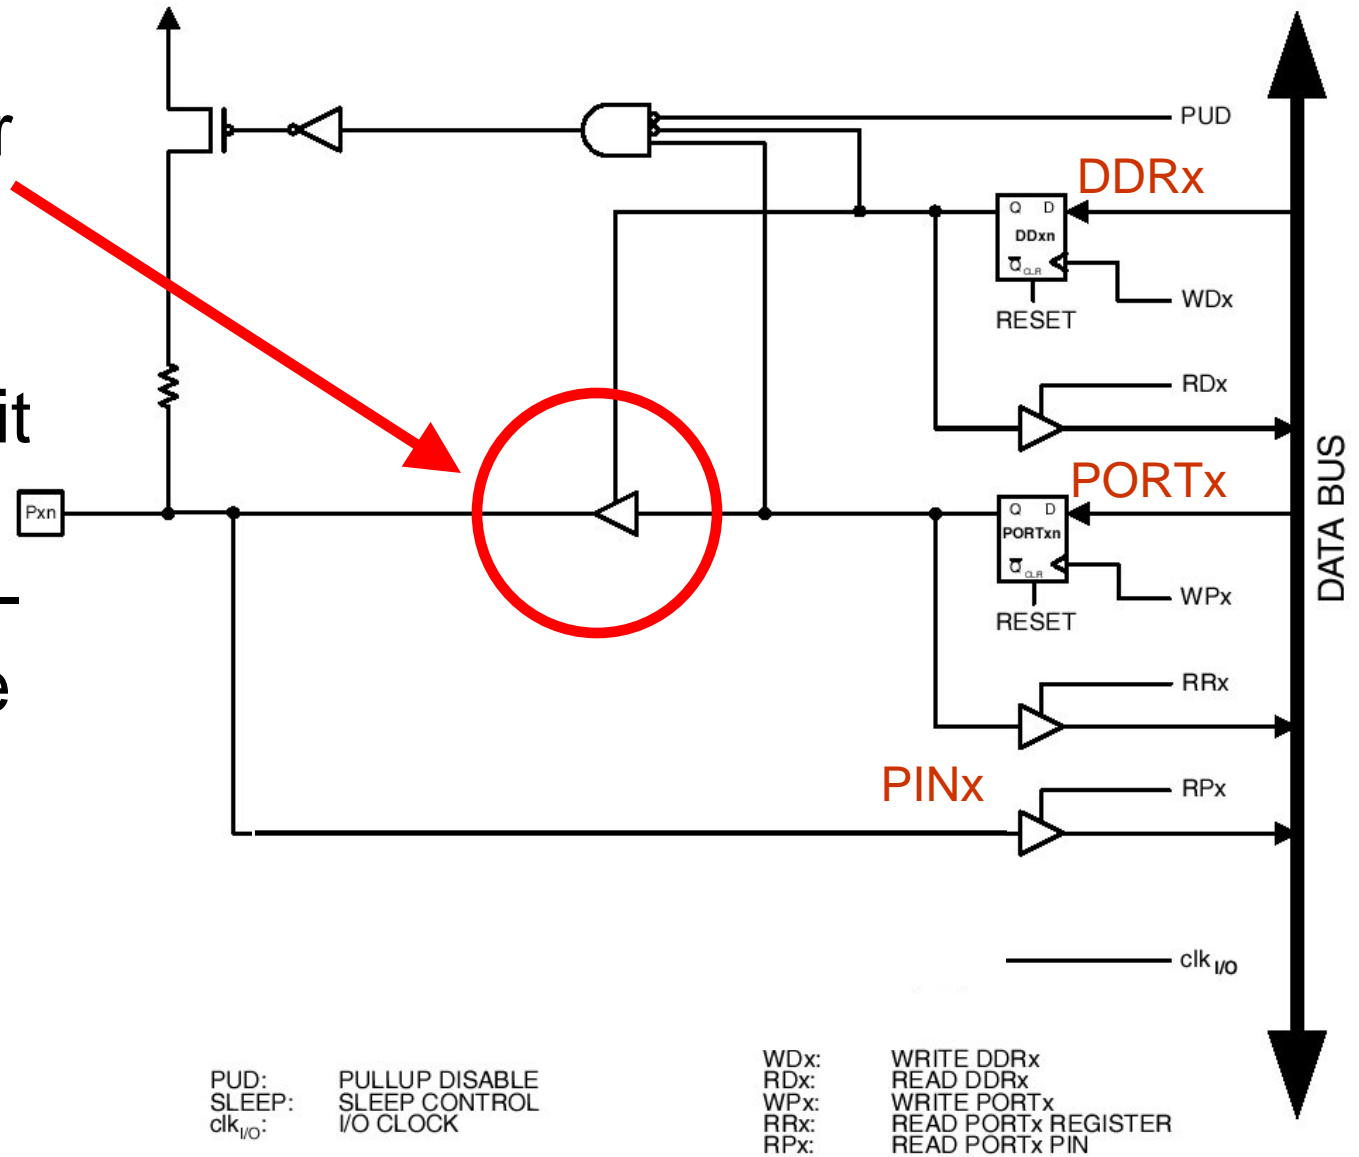 r
it
–
e
PUD
DDRx
Q D
DDxn
Q CLR
WDx
RESET
RDx
PORTx
Pxn
Q D
PORTxn
Q CLR
WPx
RESET
DATA BUS
RRx
PINx
RPx
clk I/O
PUD: PULLUP DISABLE
SLEEP: SLEEP CONTROL
clkI/O: I/O CLOCK
WDx: WRITE DDRx
RDx: READ DDRx
WPx: WRITE PORTx
RRx: READ PORTx REGISTER
RPx: READ PORTx PIN